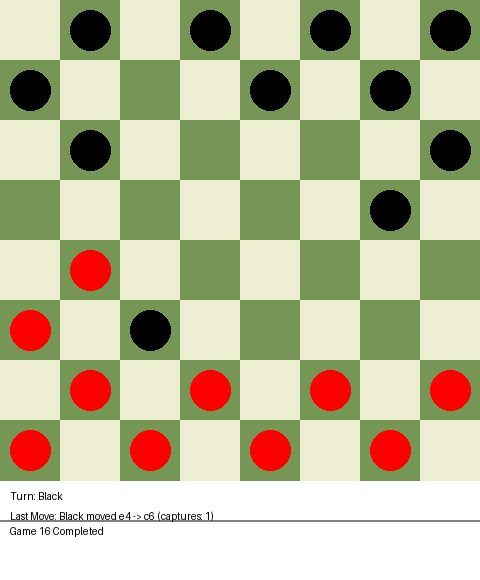 Turn: Black
Last Move: Black moved e4 -> c6 (captures: 1)
Game 16 Completed